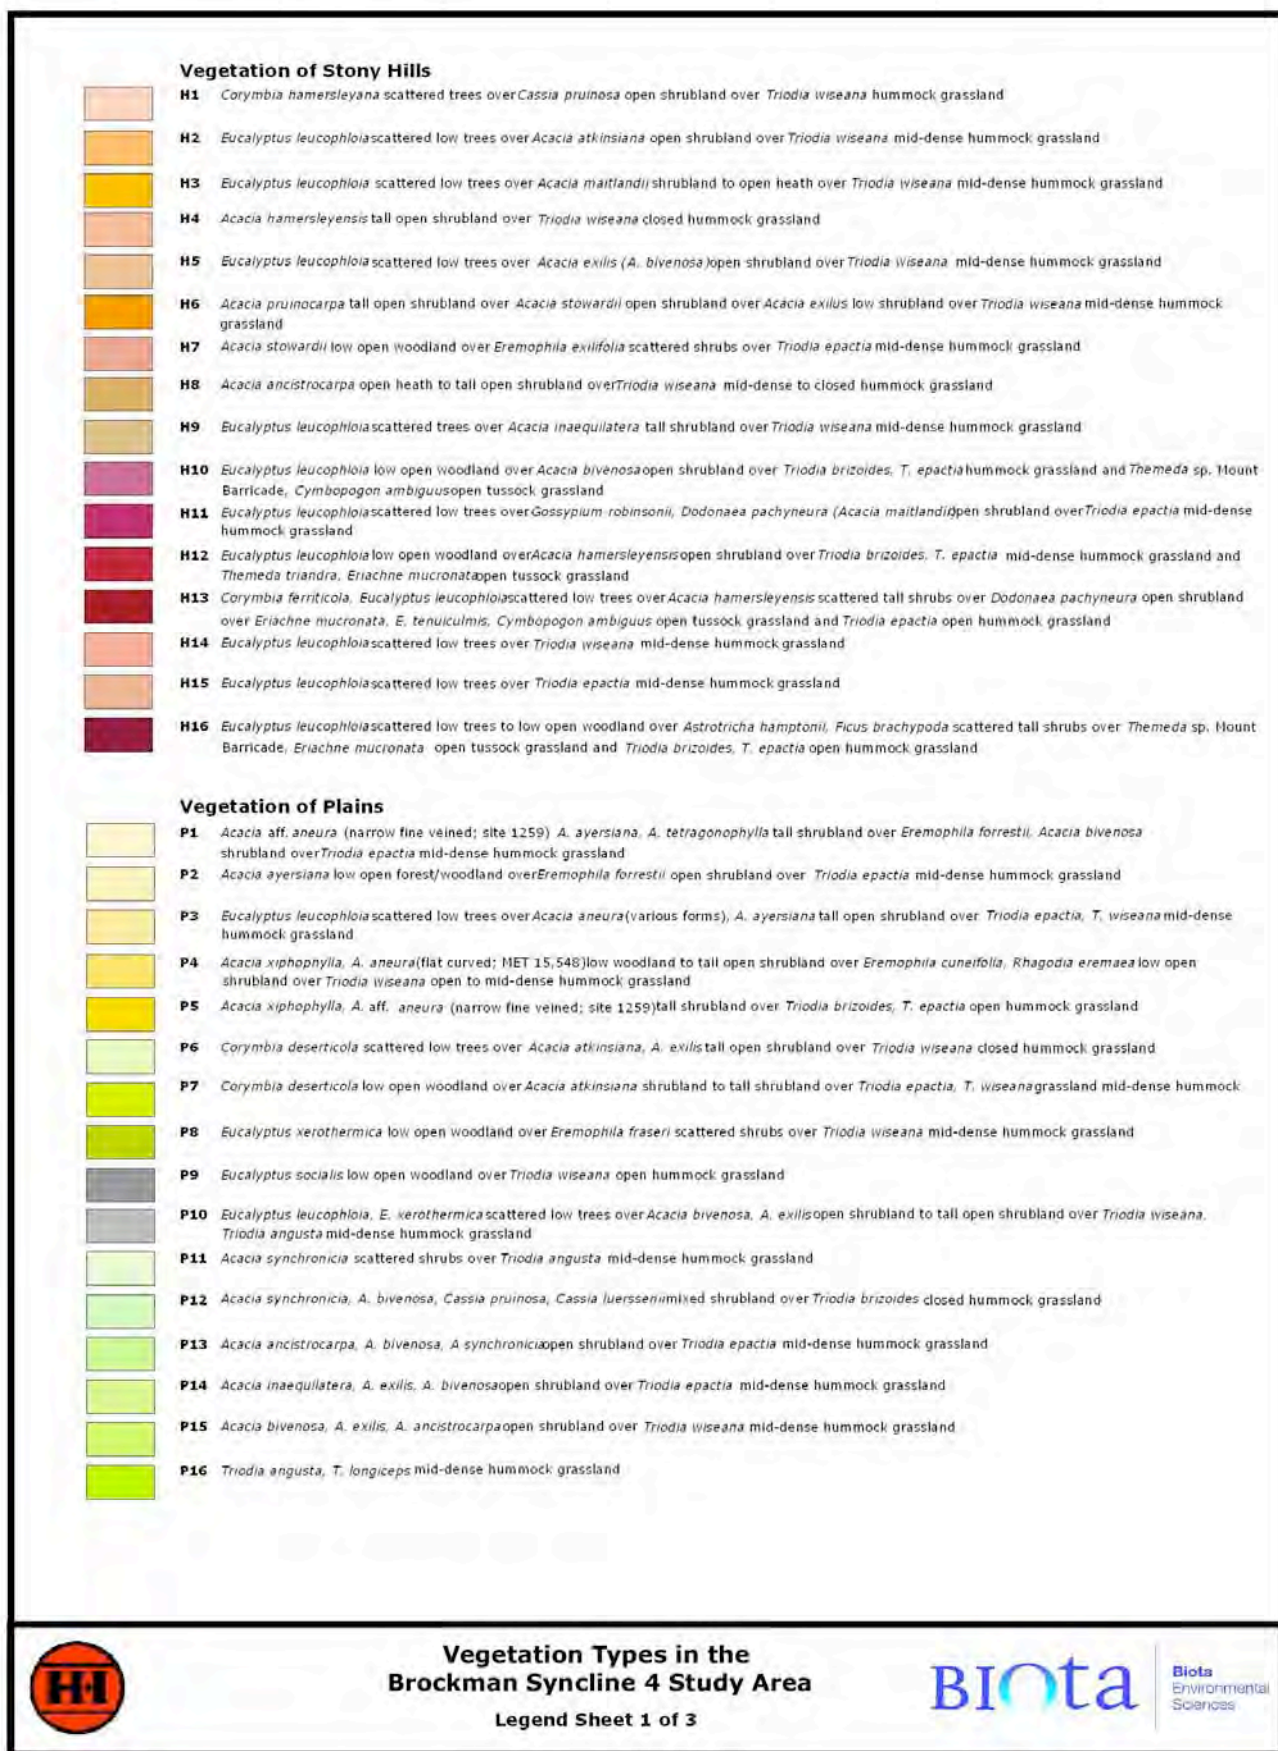 Vegetation of Stony Hills
H1 Corymbia hamersleyana scattered trees over Cassia pruinosa open shrubland over Triodia wiseana hummock grassland
H2 Eucalyptus leucophloia scattered low trees over Acacia atkinsiana open shrubland over Triodia wiseana mid-dense hummock grassland
H3 Eucalyptus leucophloia scattered low trees over Acacia maitlandii shrubland to open heath over Triodia wiseana mid-dense hummock grassland
H4 Acacia hamersleyensis tall open shrubland over Triodia wiseana closed hummock grassland
H5 Eucalyptus leucophloia scattered low trees over Acacia exilis (A. bivenosa) open shrubland over Triodia wiseana mid-dense hummock grassland
H6 Acacia pruinocarpa tall open shrubland over Acacia stowardii open shrubland over Acacia exilus low shrubland over Triodia wiseana mid-dense hummock
grassland
H7 Acacia stowardii low open woodland over Eremophila exilifolia scattered shrubs over Triodia epactia mid-dense hummock grassland
H8 Acacia ancistrocarpa open heath to tall open shrubland over Triodia wiseana mid-dense to closed hummock grassland
H9 Eucalyptus leucophloia scattered trees over Acacia inaequilatera tall shrubland over Triodia wiseana mid-dense hummock grassland
H10 Eucalyptus leucophloia low open woodland over Acacia bivenosa open shrubland over Triodia brizoides, T. epactia hummock grassland and Themeda sp. Mount
Barricade, Cymbopogon ambiguus open tussock grassland
H11 Eucalyptus leucophloia scattered low trees over Gossypium robinsonii, Dodonaea pachyneura (Acacia maitlandii) open shrubland over Triodia epactia mid-dense
hummock grassland
H12 Eucalyptus leucophloia low open woodland over Acacia hamersleyensis open shrubland over Triodia brizoides, T. epactia mid-dense hummock grassland and
Themeda triandra, Eriachne mucronata open tussock grassland
H13 Corymbia ferriticola, Eucalyptus leucophloia scattered low trees over Acacia hamersleyensis scattered tall shrubs over Dodonaea pachyneura open shrubland
over Eriachne mucronata, E. tenuiculmis, Cymbopogon ambiguus open tussock grassland and Triodia epactia open hummock grassland
H14 Eucalyptus leucophloia scattered low trees over Triodia wiseana mid-dense hummock grassland
H15 Eucalyptus leucophloia scattered low trees over Triodia epactia mid-dense hummock grassland
H16 Eucalyptus leucophloia scattered low trees to low open woodland over Astrotricha hamptonii, Ficus brachypoda scattered tall shrubs over Themeda sp. Mount
Barricade, Eriachne mucronata open tussock grassland and Triodia brizoides, T. epactia open hummock grassland
Vegetation of Plains
P1 Acacia aff. aneura (narrow fine veined; site 1259) A. ayersiana, A. tetragonophylla tall shrubland over Eremophila forrestii, Acacia bivenosa
shrubland over Triodia epactia mid-dense hummock grassland
P2 Acacia ayersiana low open forest/woodland over Eremophila forrestii open shrubland over Triodia epactia mid-dense hummock grassland
P3 Eucalyptus leucophloia scattered low trees over Acacia aneura (various forms), A. ayersiana tall open shrubland over Triodia epactia, T. wiseana mid-dense
hummock grassland
P4 Acacia xiphophylla, A. aneura (flat curved; MET 15,548) low woodland to tall open shrubland over Eremophila cuneifolia, Rhagodia eremaea low open
shrubland over Triodia wiseana open to mid-dense hummock grassland
P5 Acacia xiphophylla, A. aff. aneura (narrow fine veined; site 1259) tall shrubland over Triodia brizoides, T. epactia open hummock grassland
P6 Corymbia deserticola scattered low trees over Acacia atkinsiana, A. exilis tall open shrubland over Triodia wiseana closed hummock grassland
P7 Corymbia deserticola low open woodland over Acacia atkinsiana shrubland to tall shrubland over Triodia epactia, T. wiseana grassland mid-dense hummock
P8 Eucalyptus xerothermica low open woodland over Eremophila fraseri scattered shrubs over Triodia wiseana mid-dense hummock grassland
P9 Eucalyptus socialis low open woodland over Triodia wiseana open hummock grassland
P10 Eucalyptus leucophloia, E. xerothermica scattered low trees over Acacia bivenosa, A. exilis open shrubland to tall open shrubland over Triodia wiseana,
Triodia angusta mid-dense hummock grassland
P11 Acacia synchronicia scattered shrubs over Triodia angusta mid-dense hummock grassland
P12 Acacia synchronicia, A. bivenosa, Cassia pruinosa, Cassia luerssenii mixed shrubland over Triodia brizoides closed hummock grassland
P13 Acacia ancistrocarpa, A. bivenosa, A synchronicia open shrubland over Triodia epactia mid-dense hummock grassland
P14 Acacia inaequilatera, A. exilis, A. bivenosa open shrubland over Triodia epactia mid-dense hummock grassland
P15 Acacia bivenosa, A. exilis, A. ancistrocarpa open shrubland over Triodia wiseana mid-dense hummock grassland
P16 Triodia angusta, T. longiceps mid-dense hummock grassland
H·I
Vegetation Types in the
Brockman Syncline 4 Study Area
Legend Sheet 1 of 3
BIOta
Biota
Environmental
Sciences